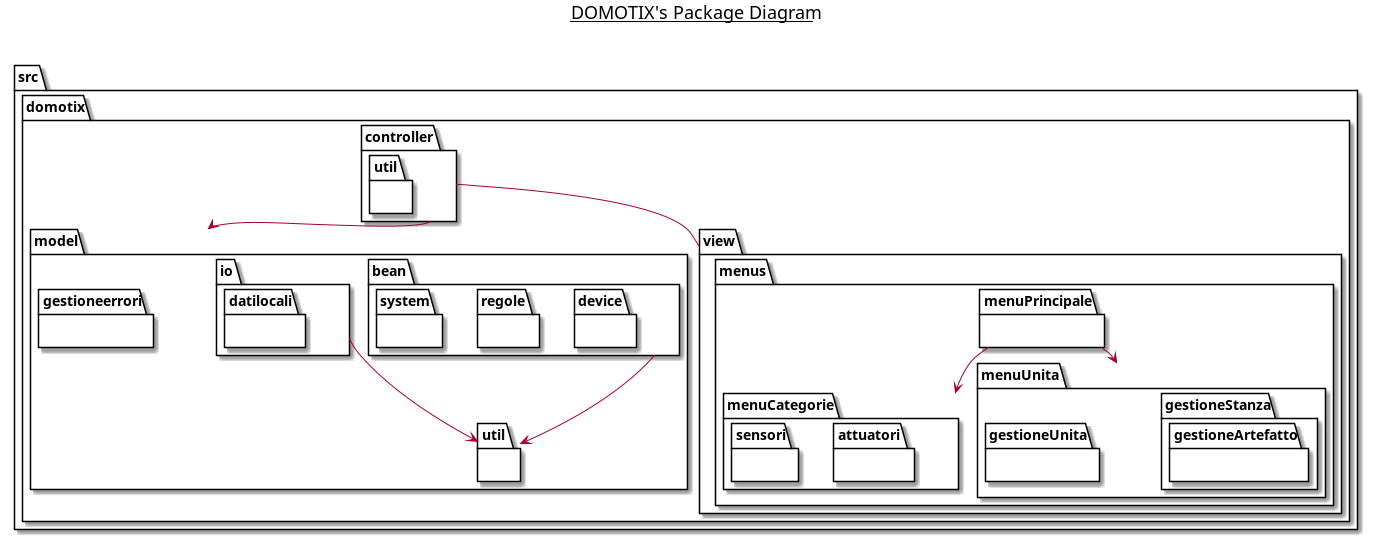 DOMOTIX's Package Diagram
src
domotix
controller
util
model
view
io
bean
menus
gestioneerrori
datilocali
system
regole
device
menuPrincipale
menuUnita
menuCategorie
gestioneStanza
util
sensori
attuatori
gestioneUnita
gestioneArtefatto